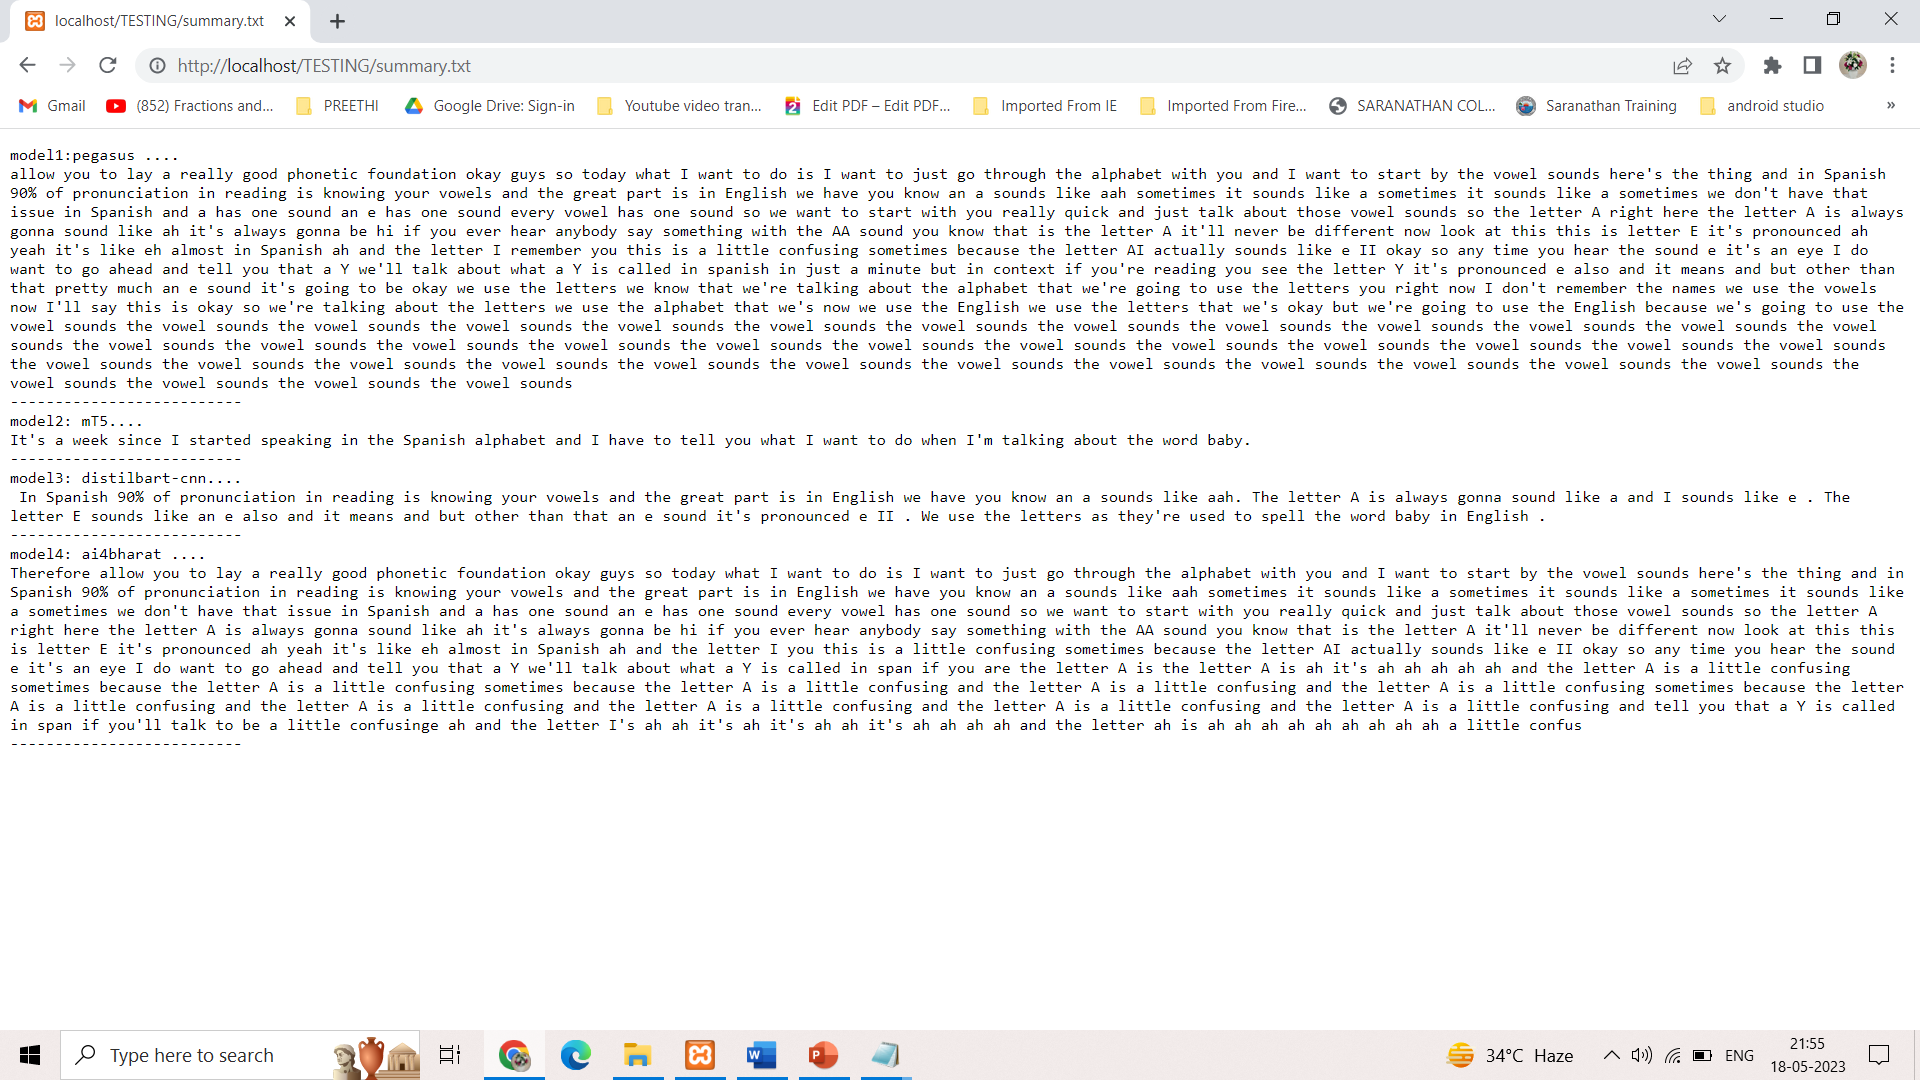 localhost/TESTING/summary.txt
http://localhost/TESTING/summary.txt
Gmail (852) Fractions and... PREETHI Google Drive: Sign-in Youtube video tran... Edit PDF – Edit PDF... Imported From IE Imported From Fire... SARANATHAN COL... Saranathan Training android studio »
model1:pegasus ....
allow you to lay a really good phonetic foundation okay guys so today what I want to do is I want to just go through the alphabet with you and I want to start by the vowel sounds here's the thing and in Spanish
90% of pronunciation in reading is knowing your vowels and the great part is in English we have you know an a sounds like aah sometimes it sounds like a sometimes it sounds like a sometimes we don't have that
issue in Spanish and a has one sound an e has one sound every vowel has one sound so we want to start with you really quick and just talk about those vowel sounds so the letter A right here the letter A is always
gonna sound like ah it's always gonna be hi if you ever hear anybody say something with the AA sound you know that is the letter A it'll never be different now look at this this is letter E it's pronounced ah
yeah it's like eh almost in Spanish ah and the letter I remember you this is a little confusing sometimes because the letter AI actually sounds like e II okay so any time you hear the sound e it's an eye I do
want to go ahead and tell you that a Y we'll talk about what a Y is called in spanish in just a minute but in context if you're reading you see the letter Y it's pronounced e also and it means and but other than
that pretty much an e sound it's going to be okay we use the letters we know that we're talking about the alphabet that we're going to use the letters you right now I don't remember the names we use the vowels
now I'll say this is okay so we're talking about the letters we use the alphabet that we's now we use the English we use the letters that we's okay but we're going to use the English because we's going to use the
vowel sounds the vowel sounds the vowel sounds the vowel sounds the vowel sounds the vowel sounds the vowel sounds the vowel sounds the vowel sounds the vowel sounds the vowel sounds the vowel sounds the vowel
sounds the vowel sounds the vowel sounds the vowel sounds the vowel sounds the vowel sounds the vowel sounds the vowel sounds the vowel sounds the vowel sounds the vowel sounds the vowel sounds the vowel sounds
the vowel sounds the vowel sounds the vowel sounds the vowel sounds the vowel sounds the vowel sounds the vowel sounds the vowel sounds the vowel sounds the vowel sounds the vowel sounds the vowel sounds the
vowel sounds the vowel sounds the vowel sounds the vowel sounds
--------------------------
model2: mT5....
It's a week since I started speaking in the Spanish alphabet and I have to tell you what I want to do when I'm talking about the word baby.
--------------------------
model3: distilbart-cnn....
In Spanish 90% of pronunciation in reading is knowing your vowels and the great part is in English we have you know an a sounds like aah. The letter A is always gonna sound like a and I sounds like e . The
letter E sounds like an e also and it means and but other than that an e sound it's pronounced e II . We use the letters as they're used to spell the word baby in English .
--------------------------
model4: ai4bharat ....
Therefore allow you to lay a really good phonetic foundation okay guys so today what I want to do is I want to just go through the alphabet with you and I want to start by the vowel sounds here's the thing and in
Spanish 90% of pronunciation in reading is knowing your vowels and the great part is in English we have you know an a sounds like aah sometimes it sounds like a sometimes it sounds like a sometimes it sounds like
a sometimes we don't have that issue in Spanish and a has one sound an e has one sound every vowel has one sound so we want to start with you really quick and just talk about those vowel sounds so the letter A
right here the letter A is always gonna sound like ah it's always gonna be hi if you ever hear anybody say something with the AA sound you know that is the letter A it'll never be different now look at this this
is letter E it's pronounced ah yeah it's like eh almost in Spanish ah and the letter I you this is a little confusing sometimes because the letter AI actually sounds like e II okay so any time you hear the sound
e it's an eye I do want to go ahead and tell you that a Y we'll talk about what a Y is called in span if you are the letter A is the letter A is ah it's ah ah ah ah ah and the letter A is a little confusing
sometimes because the letter A is a little confusing sometimes because the letter A is a little confusing and the letter A is a little confusing and the letter A is a little confusing sometimes because the letter
A is a little confusing and the letter A is a little confusing and the letter A is a little confusing and the letter A is a little confusing and the letter A is a little confusing and tell you that a Y is called
in span if you'll talk to be a little confusinge ah and the letter I's ah ah it's ah it's ah ah it's ah ah ah ah and the letter ah is ah ah ah ah ah ah ah ah ah a little confus
--------------------------
Type here to search
34°C Haze ENG
21:55
18-05-2023